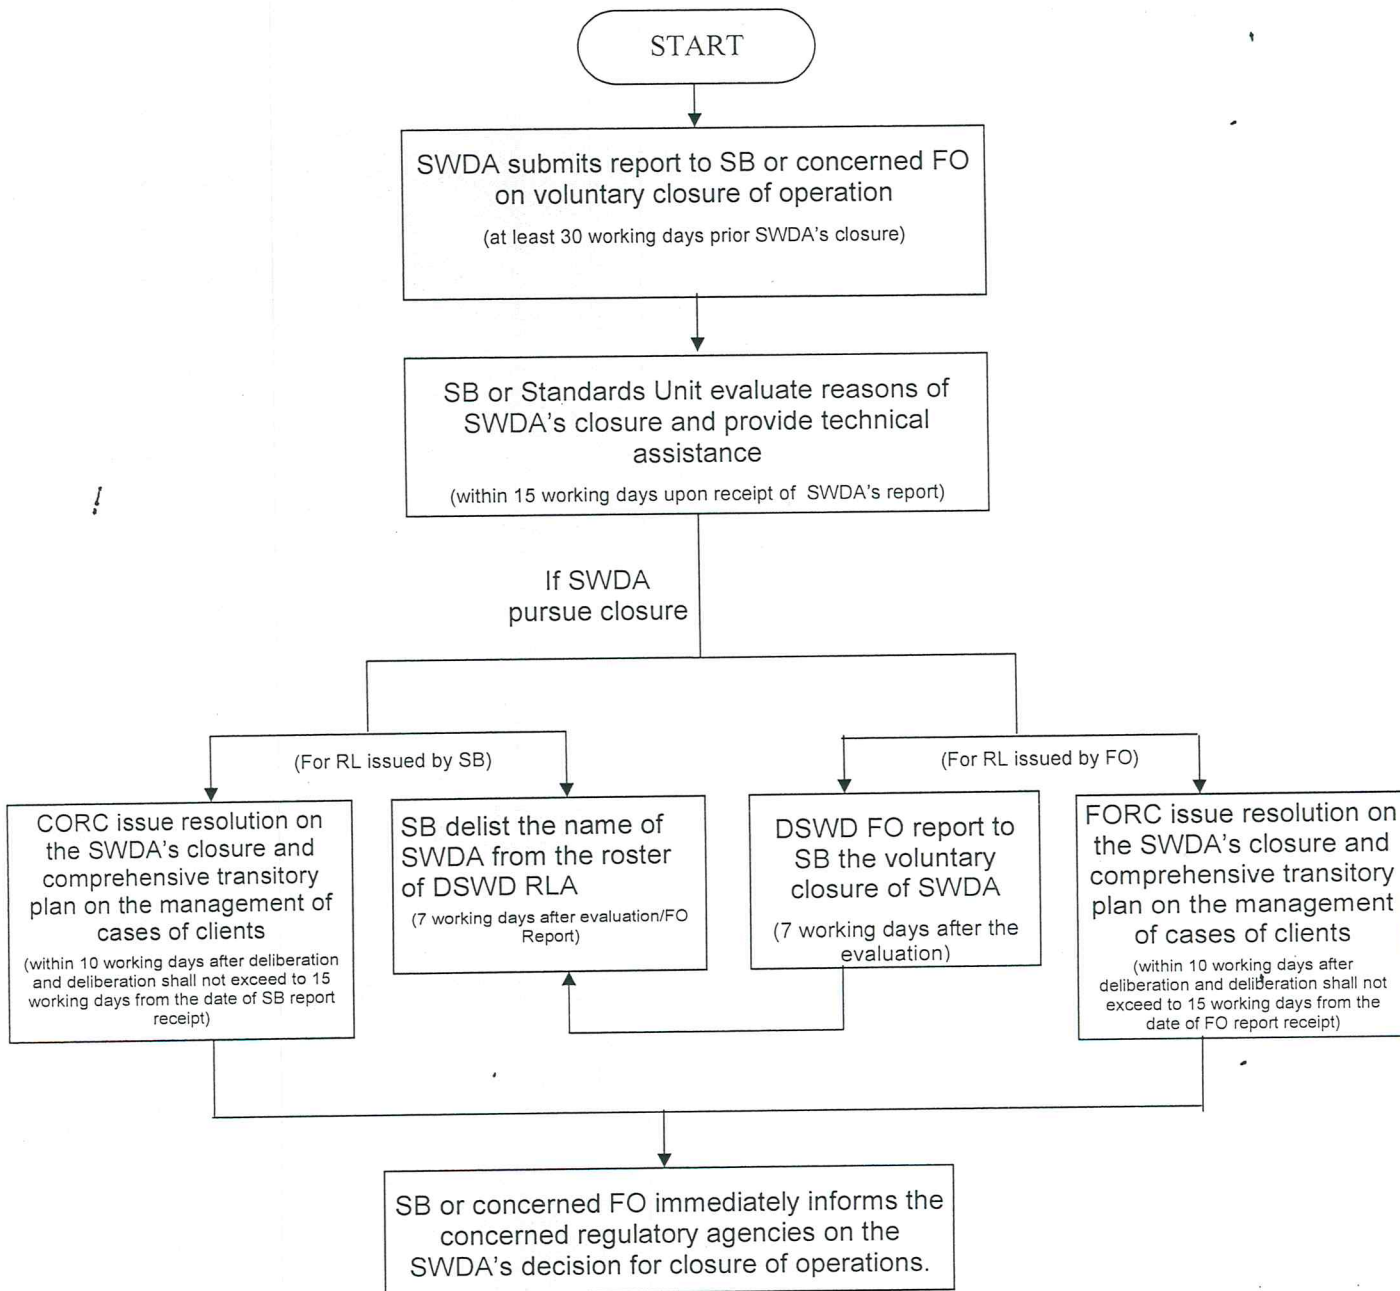 START
SWDA submits report to SB or concerned FO
on voluntary closure of operation
(at least 30 working days prior SWDA's closure)
SB or Standards Unit evaluate reasons of
SWDA's closure and provide technical
assistance
(within 15 working days upon receipt of SWDA's report)
If SWDA
pursue closure
(For RL issued by SB)
(For RL issued by FO)
CORC issue resolution on
the SWDA's closure and
comprehensive transitory
plan on the management of
cases of clients
(within 10 working days after deliberation
and deliberation shall not exceed to 15
working days from the date of SB report
receipt)
SB delist the name of
SWDA from the roster
of DSWD RLA
(7 working days after evaluation/FO
Report)
DSWD FO report to
SB the voluntary
closure of SWDA
(7 working days after the
evaluation)
FORC issue resolution on
the SWDA's closure and
comprehensive transitory
plan on the management
of cases of clients
(within 10 working days after
deliberation and deliberation shall not
exceed to 15 working days from the
date of FO report receipt)
SB or concerned FO immediately informs the
concerned regulatory agencies on the
SWDA's decision for closure of operations.